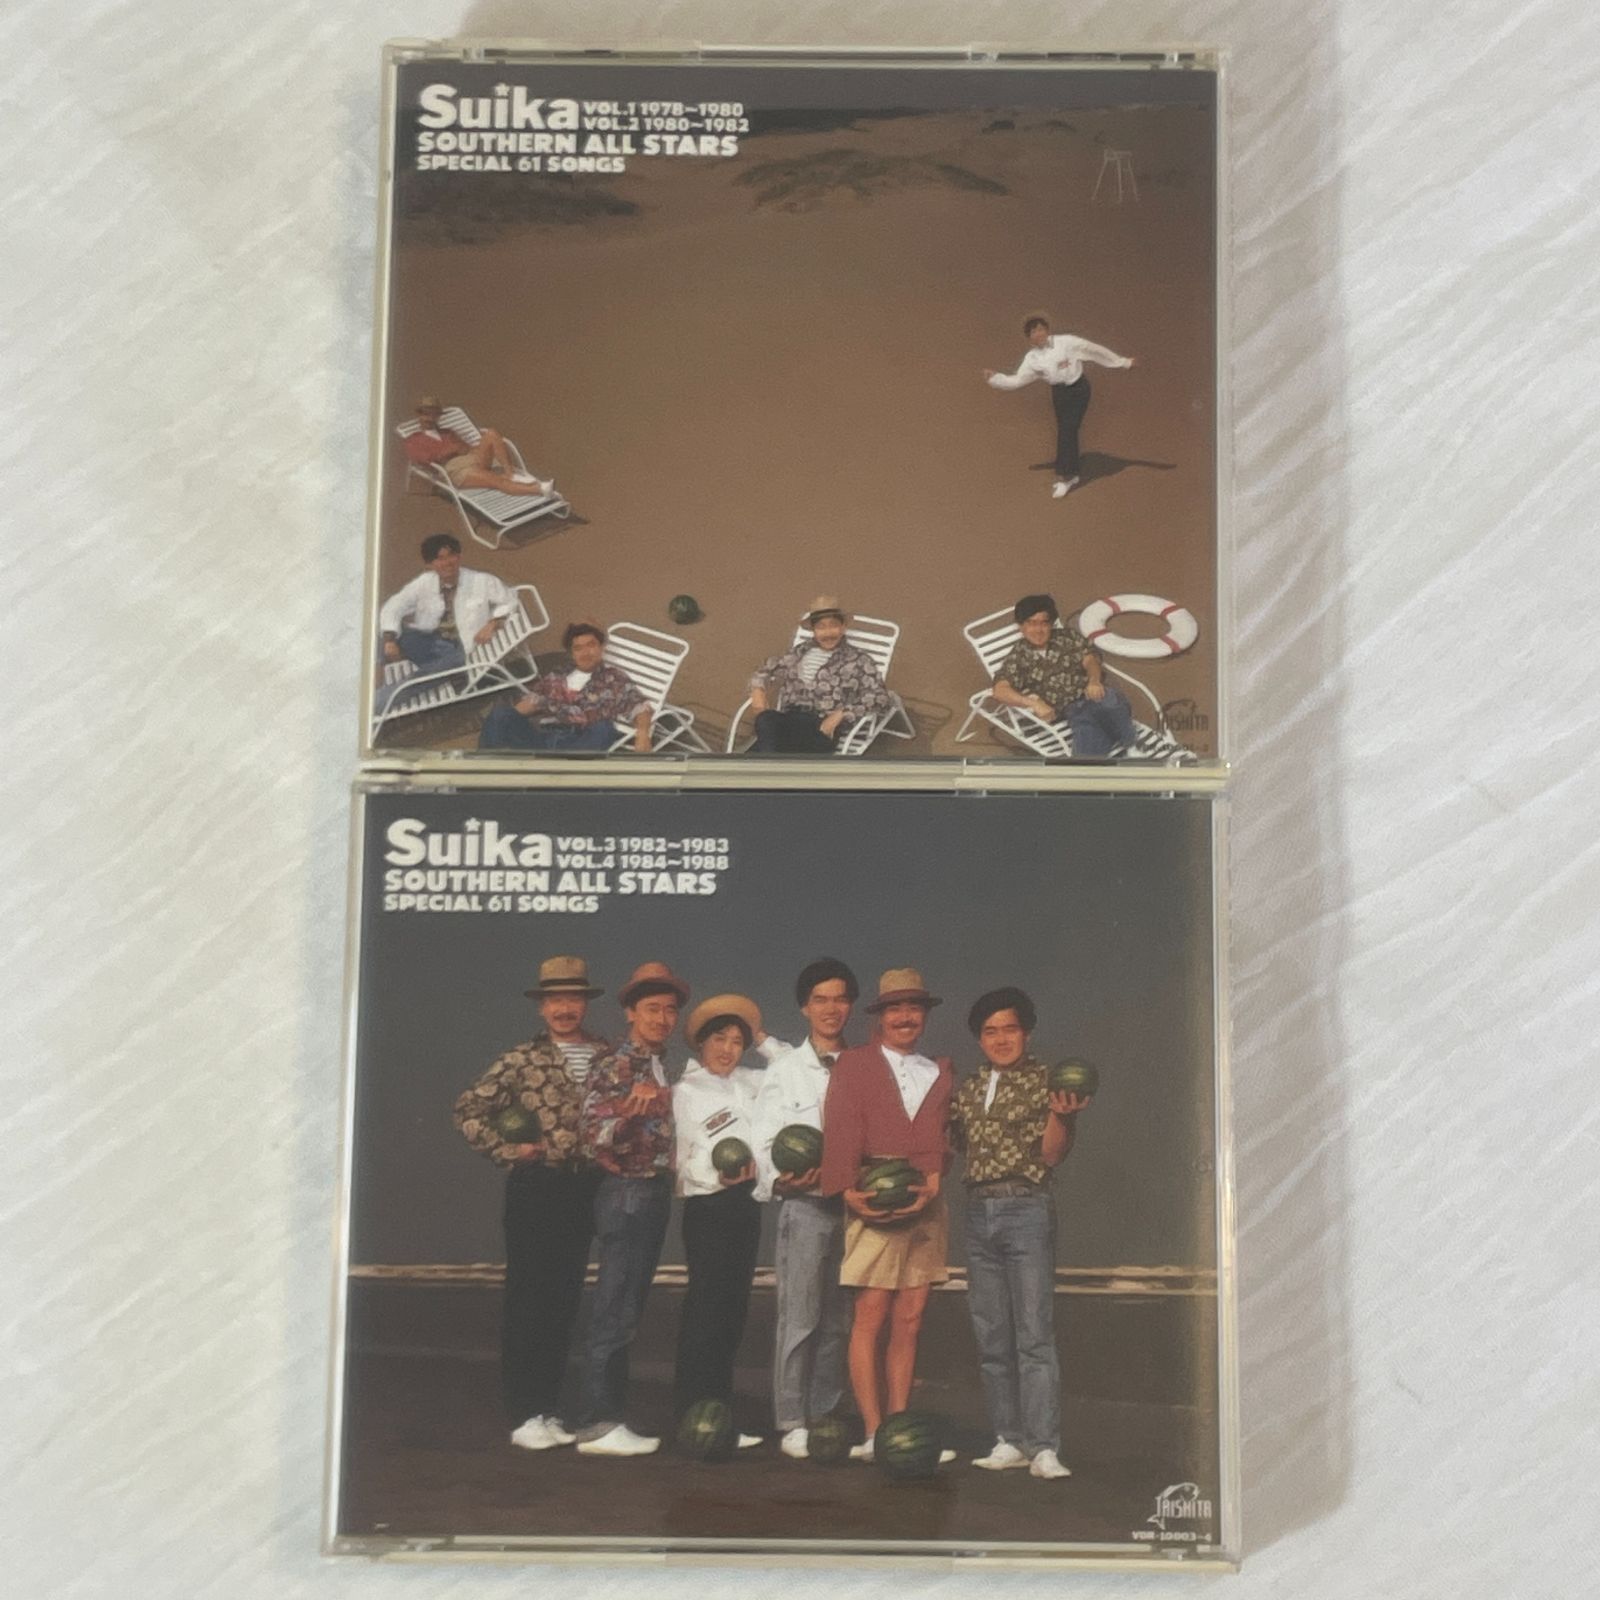 Suika VOL.1 1978~1980
VOL.2 1980~1982
SOUTHERN ALL STARS
SPECIAL 61 SONGS
TAISHITA
Suika VOL.3 1982~1983
VOL.4 1984~1988
SOUTHERN ALL STARS
SPECIAL 61 SONGS
TAISHITA
VDR-10003~4